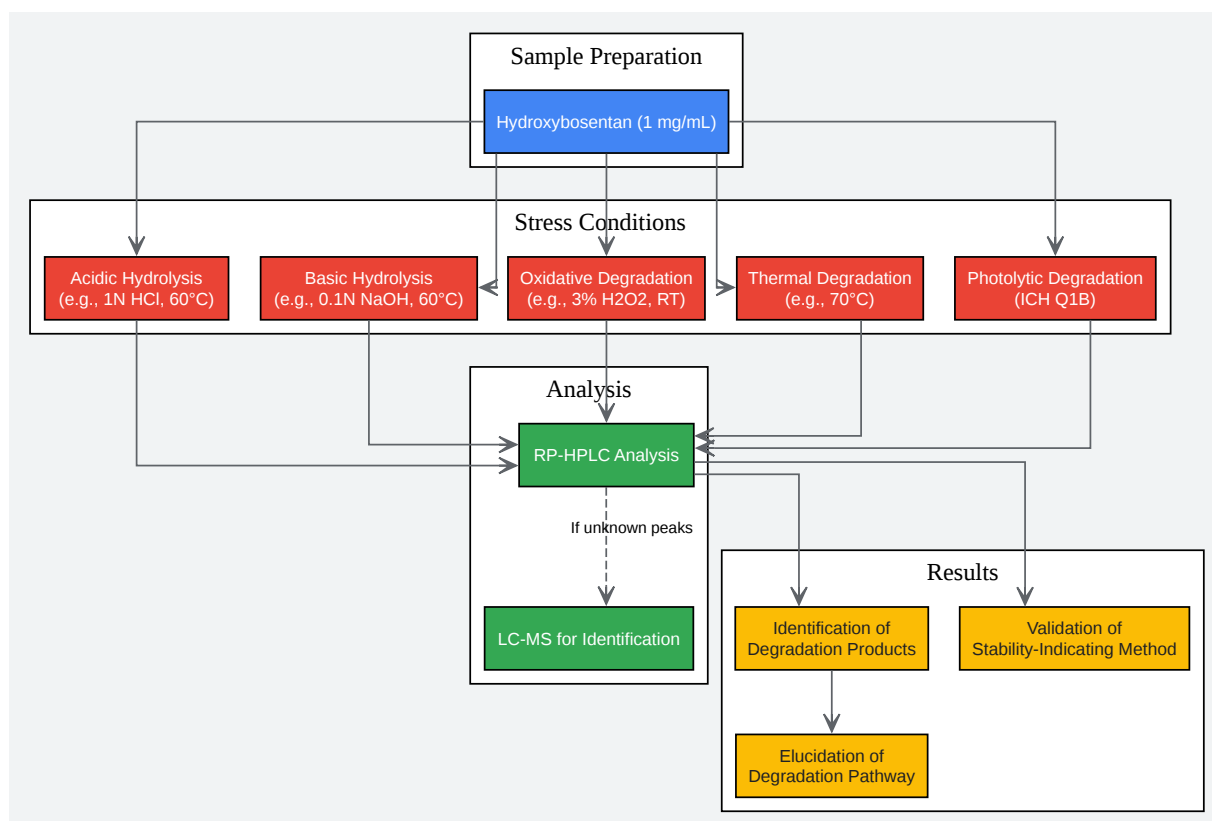 Sample Preparation
Hydroxybosentan (1 mg/mL)
Stress Conditions
Acidic Hydrolysis
(e.g., 1N HCl, 60°C)
Basic Hydrolysis
(e.g., 0.1N NaOH, 60°C)
Oxidative Degradation
(e.g., 3% H2O2, RT)
Thermal Degradation
(e.g., 70°C)
Photolytic Degradation
(ICH Q1B)
Analysis
RP-HPLC Analysis
If unknown peaks
LC-MS for Identification
Results
Identification of
Degradation Products
Validation of
Stability-Indicating Method
Elucidation of
Degradation Pathway